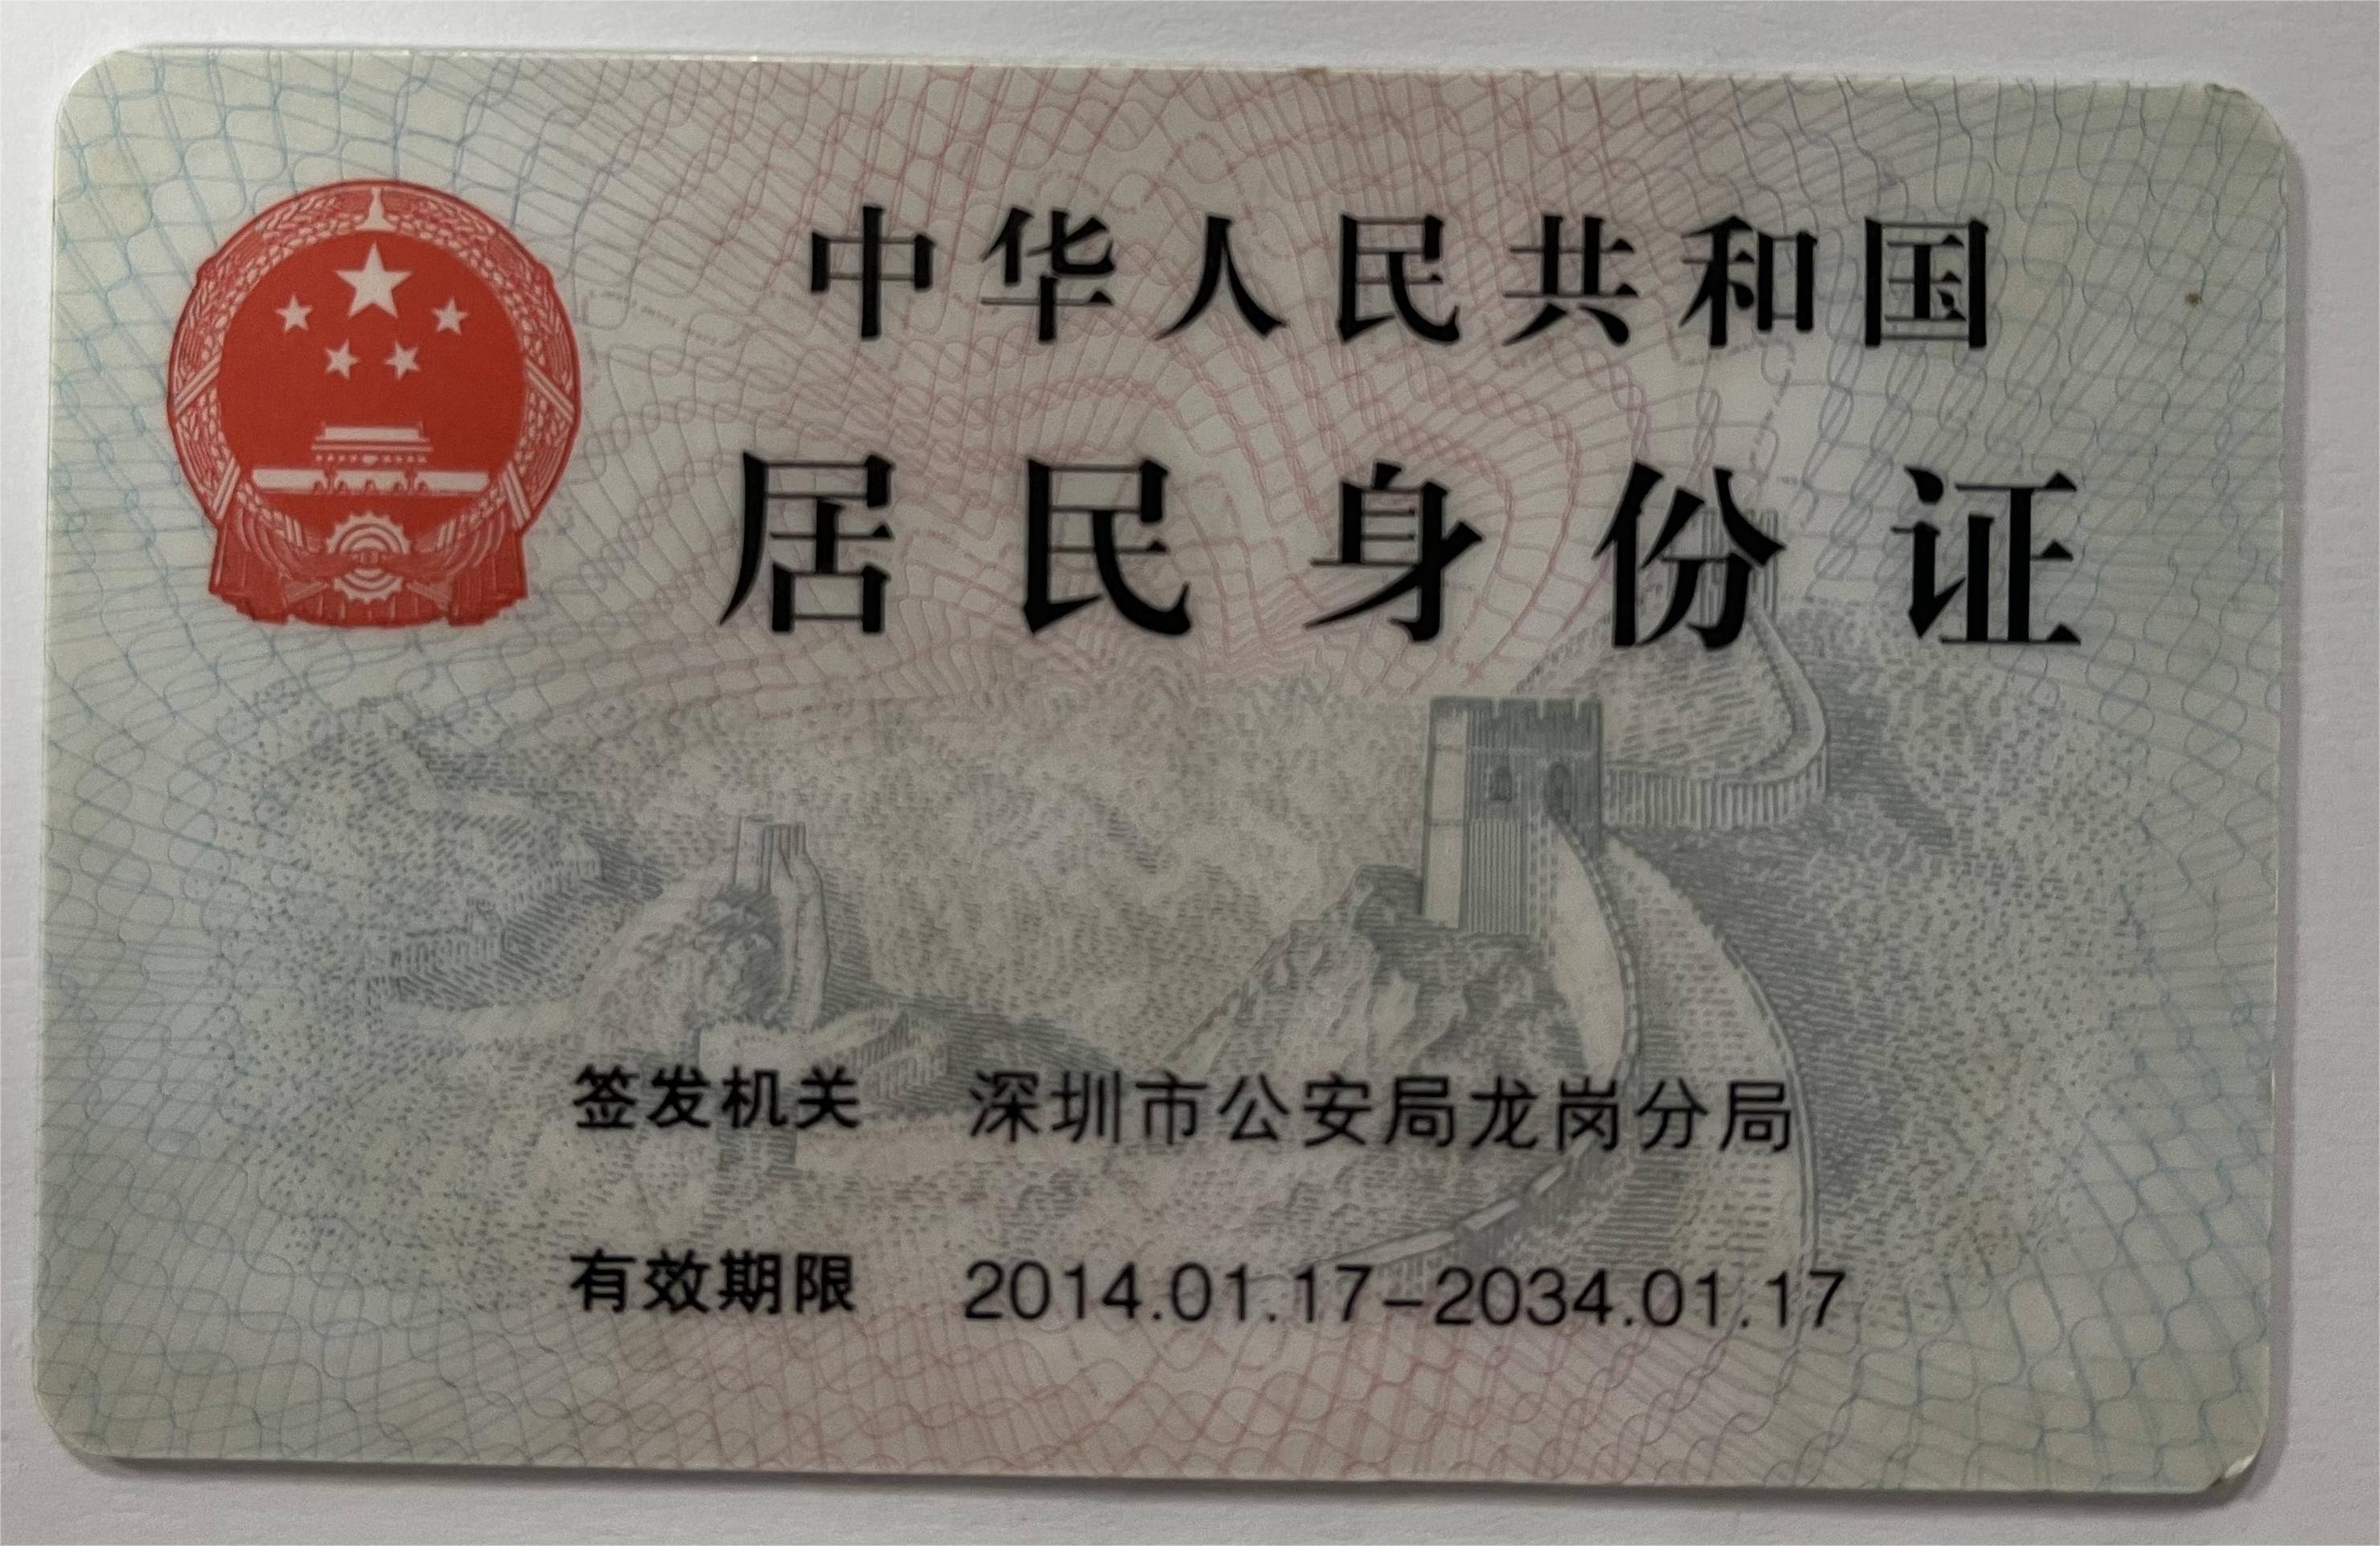 中华人民共和国
居民身份证
签发机关 深圳市公安局龙岗分局
有效期限 2014.01.17-2034.01.17